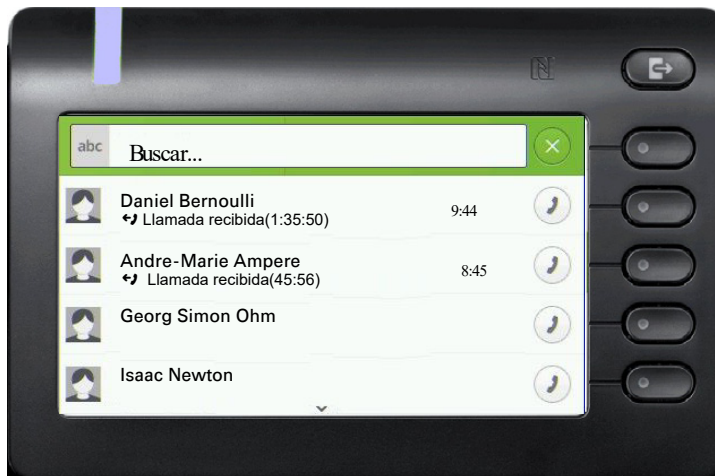 abc
Buscar...
Daniel Bernoulli
Llamada recibida(1:35:50)
9:44
Andre-Marie Ampere
Llamada recibida(45:56)
8:45
Georg Simon Ohm
Isaac Newton